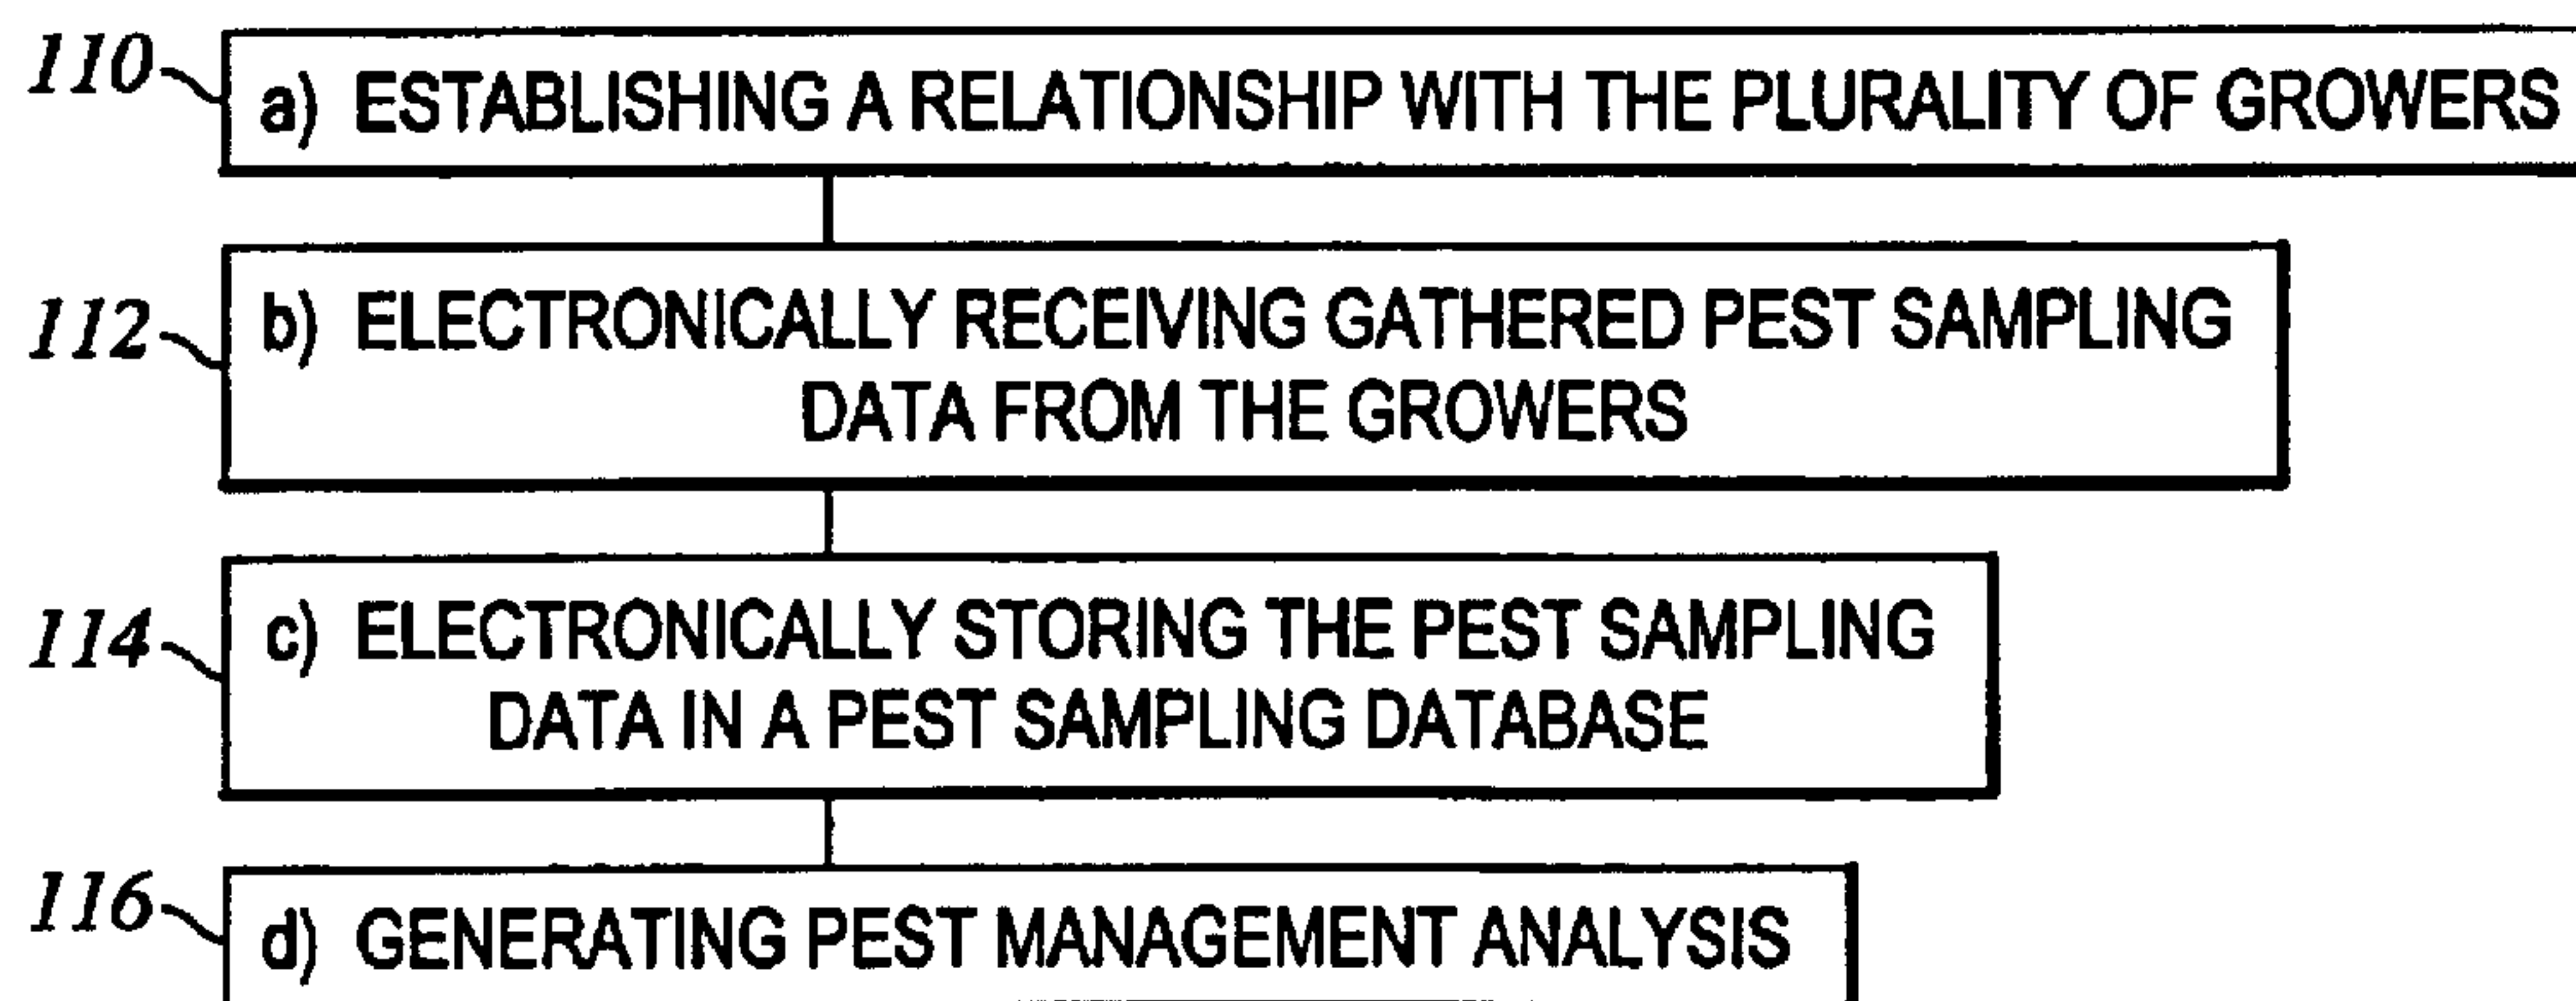 110 a) ESTABLISHING A RELATIONSHIP WITH THE PLURALITY OF GROWERS
112 b) ELECTRONICALLY RECEIVING GATHERED PEST SAMPLING
DATA FROM THE GROWERS
114 c) ELECTRONICALLY STORING THE PEST SAMPLING
DATA IN A PEST SAMPLING DATABASE
116 d) GENERATING PEST MANAGEMENT ANALYSIS